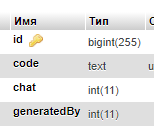 Имя Тип
id bigint(255)
code text
chat int(11)
generatedBy int(11)